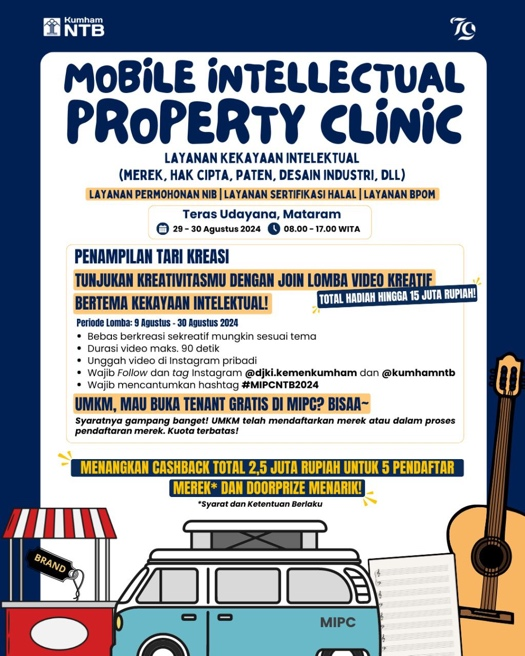 Kumham
NTB
79
MOBILE INTELLECTUAL
PROPERTY CLINIC
LAYANAN KEKAYAAN INTELEKTUAL
(MEREK, HAK CIPTA, PATEN, DESAIN INDUSTRI, DLL)
LAYANAN PERMOHONAN NIB | LAYANAN SERTIFIKASI HALAL | LAYANAN BPOM
Teras Udayana, Mataram
29 - 30 Agustus 2024 08.00 - 17.00 WITA
PENAMPILAN TARI KREASI
TUNJUKAN KREATIVITASMU DENGAN JOIN LOMBA VIDEO KREATIF
BERTEMA KEKAYAAN INTELEKTUAL!
TOTAL HADIAH HINGGA 15 JUTA RUPIAH!
Periode Lomba: 9 Agustus - 30 Agustus 2024
• Bebas berkreasi sekreatif mungkin sesuai tema
• Durasi video maks. 90 detik
• Unggah video di Instagram pribadi
• Wajib Follow dan tag Instagram @djki.kemenkumham dan @kumhamntb
• Wajib mencantumkan hashtag #MIPCNTB2024
UMKM, MAU BUKA TENANT GRATIS DI MIPC? BISAA~
Syaratnya gampang banget! UMKM telah mendaftarkan merek atau dalam proses
pendaftaran merek. Kuota terbatas!
MENANGKAN CASHBACK TOTAL 2,5 JUTA RUPIAH UNTUK 5 PENDAFTAR
MEREK* DAN DOORPRIZE MENARIK!
*Syarat dan Ketentuan Berlaku
BRAND
MIPC